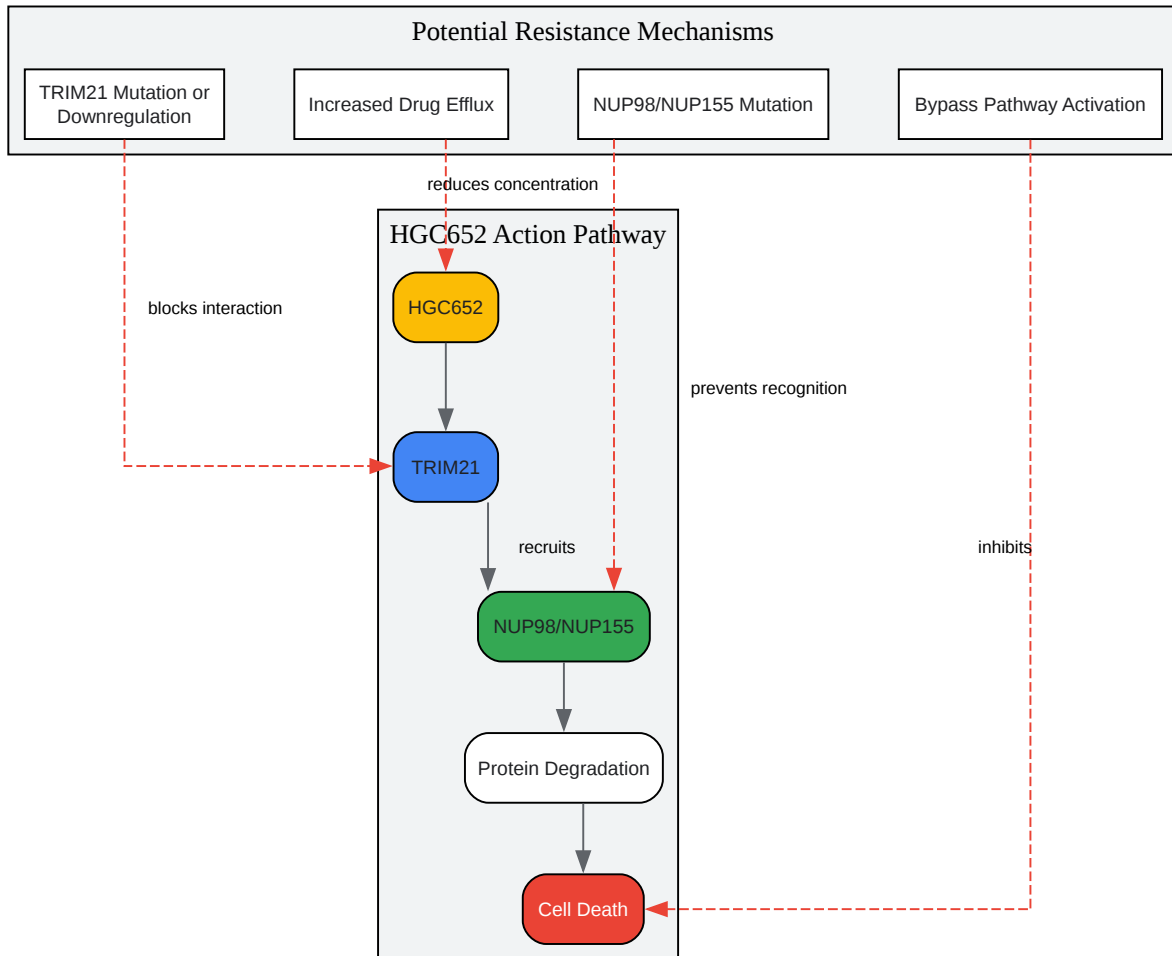 Potential Resistance Mechanisms
TRIM21 Mutation or
Downregulation
Increased Drug Efflux
NUP98/NUP155 Mutation
Bypass Pathway Activation
reduces concentration
HGC652 Action Pathway
HGC652
blocks interaction
prevents recognition
TRIM21
recruits
inhibits
NUP98/NUP155
Protein Degradation
Cell Death